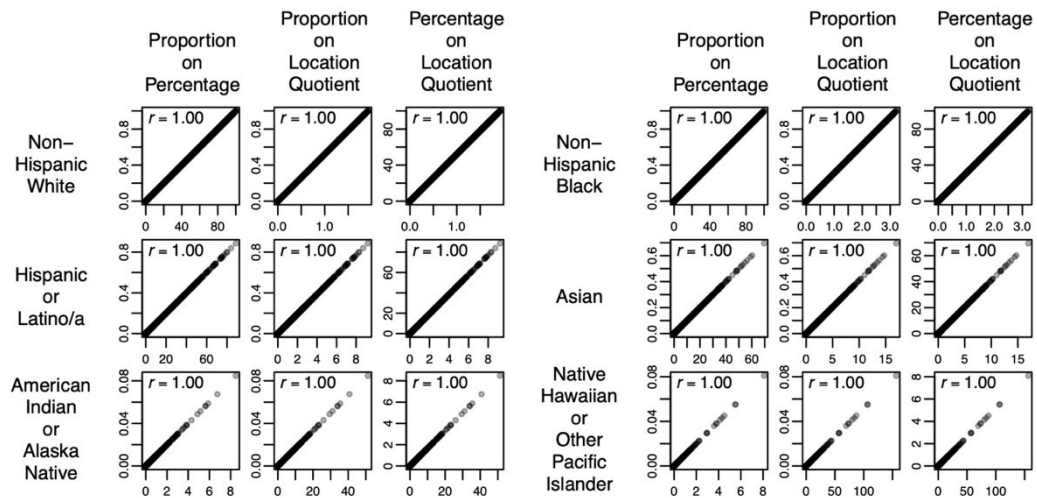 Proportion
on
Percentage
Proportion
on
Location
Quotient
Percentage
on
Location
Quotient
Non−
Hispanic
White
r = 1.00
0.0 0.4 0.8
0 40 80
r = 1.00
0.0 0.4 0.8
0.0 1.0
r = 1.00
0 40 80
0.0 1.0
Hispanic
or
Latino/a
r = 1.00
0.0 0.4 0.8
0 20 60
r = 1.00
0.0 0.4 0.8
0 2 4 6 8
r = 1.00
0 20 60
0 2 4 6 8
American
Indian
or
Alaska
Native
r = 1.00
0.00 0.04 0.08
0 2 4 6 8
r = 1.00
0.00 0.04 0.08
0 20 40
r = 1.00
0 2 4 6 8
0 20 40
Proportion
on
Percentage
Proportion
on
Location
Quotient
Percentage
on
Location
Quotient
Non−
Hispanic
Black
r = 1.00
0.0 0.4 0.8
0 40 80
r = 1.00
0.0 0.4 0.8
0.0 1.0 2.0 3.0
r = 1.00
0 40 80
0.0 1.0 2.0 3.0
Asian
r = 1.00
0.0 0.2 0.4 0.6
0 20 40 60
r = 1.00
0.0 0.2 0.4 0.6
0 5 10 15
r = 1.00
0 20 40 60
0 5 10 15
Native
Hawaiian
or
Other
Pacific
Islander
r = 1.00
0.00 0.04 0.08
0 2 4 6 8
r = 1.00
0.00 0.04 0.08
0 50 100
r = 1.00
0 2 4 6 8
0 50 100